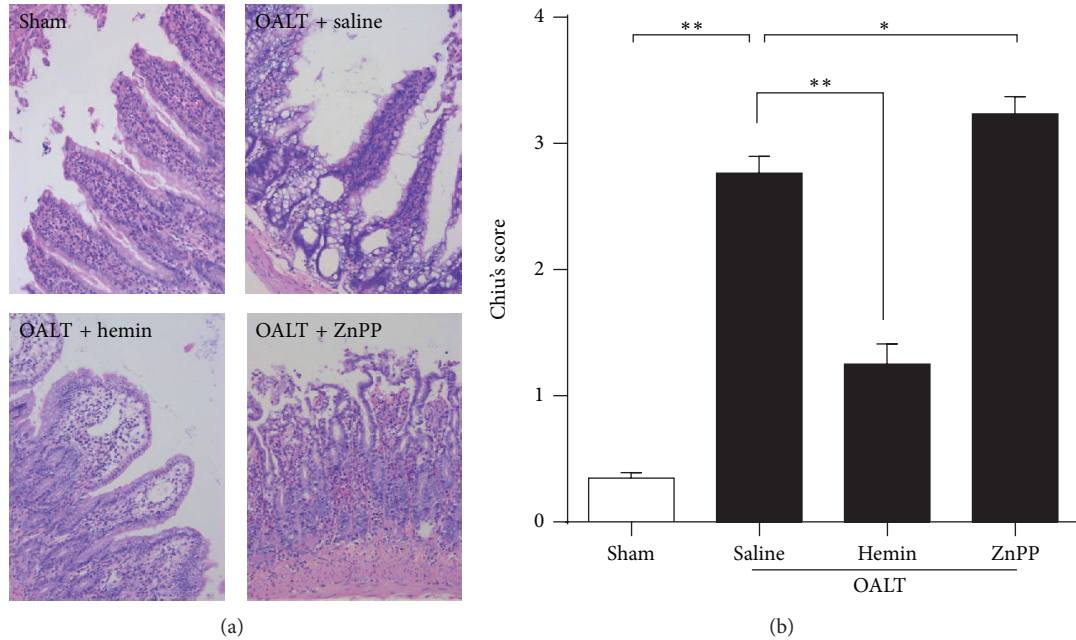 Sham
OALT + saline
OALT + hemin
OALT + ZnPP
(a)
4
3
2
1
0
Chiu's score
**
*
**
Sham
Saline
Hemin
ZnPP
OALT
(b)